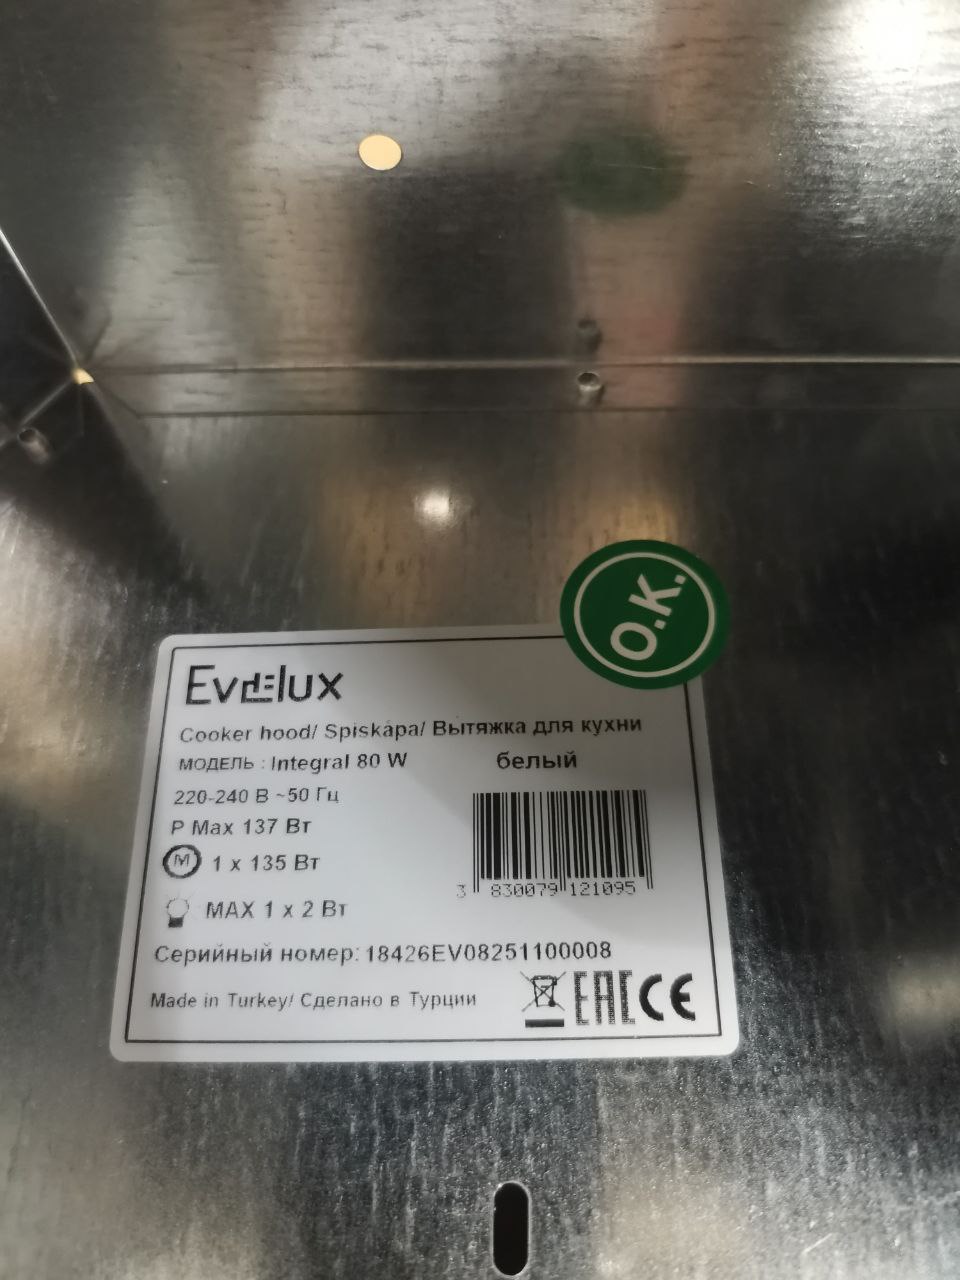 O.K.
Evelux
Cooker hood/ Spiskåpa/ Вытяжка для кухни
МОДЕЛЬ : Integral 80 W белый
220-240 В ~50 Гц
P Max 137 Вт
M 1 x 135 Вт
MAX 1 x 2 Вт
3 830079 121095
Серийный номер: 18426EV08251100008
Made in Turkey/ Сделано в Турции
EAC CE